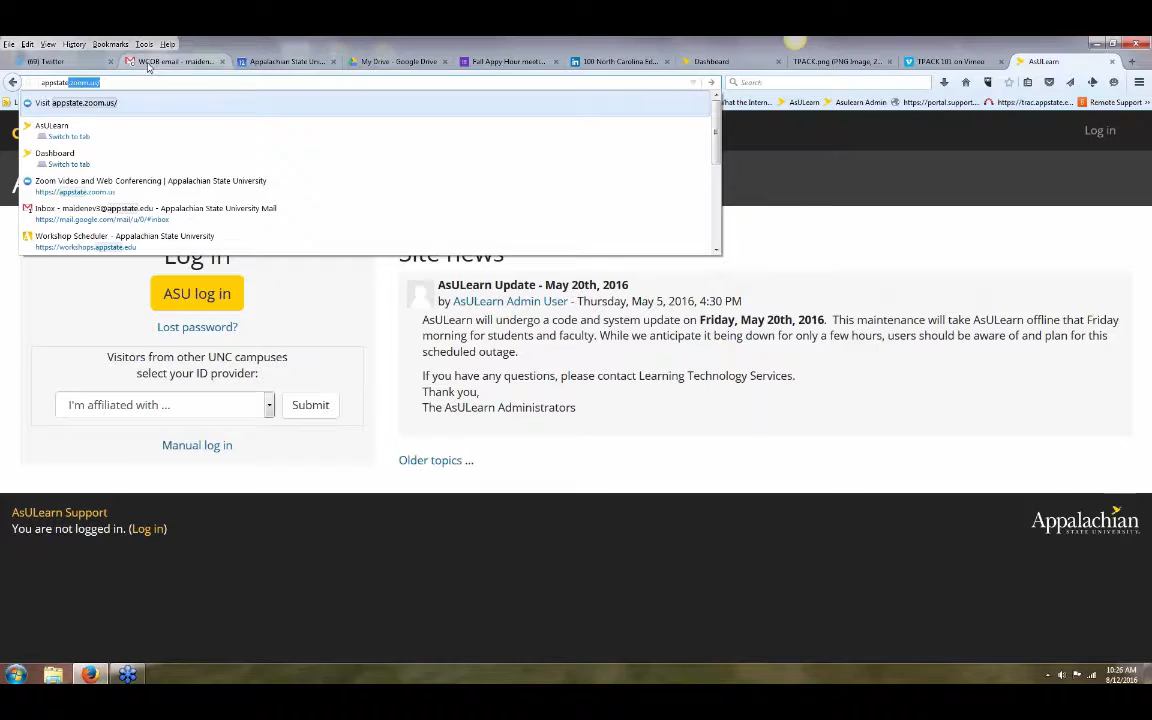 File Edit View History Bookmarks Tools Help
(69) Twitter
WCOB email - maiden...
Appalachian State Uni...
My Drive - Google Drive
Fall Appy Hour meeti...
100 North Carolina Ed...
Dashboard
TPACK.png (PNG Image, Z...
TPACK 101 on Vimeo
AsULearn
appstate.zoom.us/
Search
What the Intern...
AsULearn
Asulearn Admin
https://portal.support...
https://trac.appstate.e...
Remote Support
Visit appstate.zoom.us/
AsULearn
Switch to tab
Dashboard
Switch to tab
Zoom Video and Web Conferencing | Appalachian State University
https://appstate.zoom.us
Inbox - maidenev3@appstate.edu - Appalachian State University Mail
https://mail.google.com/mail/u/0/#inbox
Workshop Scheduler - Appalachian State University
https://workshops.appstate.edu
Log in
Log in
ASU log in
Lost password?
Visitors from other UNC campuses
select your ID provider:
I'm affiliated with ...
Submit
Manual log in
Site news
AsULearn Update - May 20th, 2016
by AsULearn Admin User - Thursday, May 5, 2016, 4:30 PM
AsULearn will undergo a code and system update on Friday, May 20th, 2016. This maintenance will take AsULearn offline that Friday
morning for students and faculty. While we anticipate it being down for only a few hours, users should be aware of and plan for this
scheduled outage.
If you have any questions, please contact Learning Technology Services.
Thank you,
The AsULearn Administrators
Older topics ...
AsULearn Support
You are not logged in. (Log in)
Appalachian
STATE UNIVERSITY
10:26 AM
8/12/2016